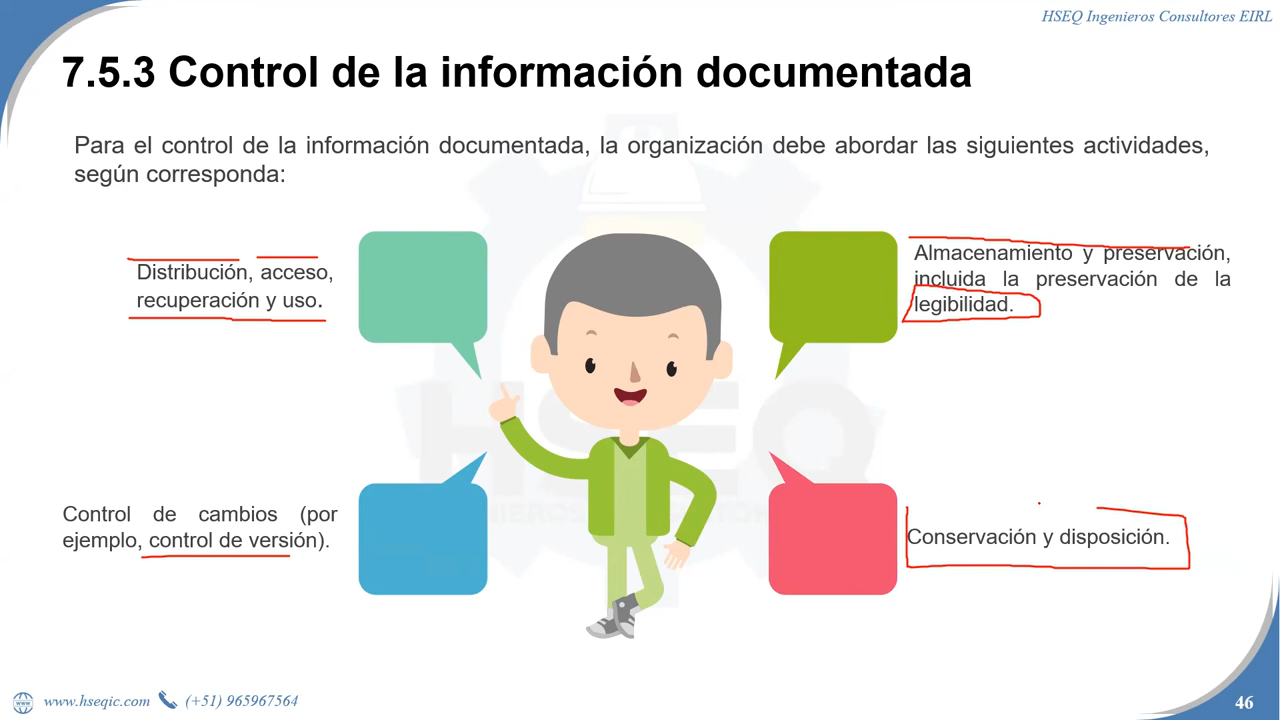 HSEQ Ingenieros Consultores EIRL
7.5.3 Control de la información documentada
Para el control de la información documentada, la organización debe abordar las siguientes actividades,
según corresponda:
Distribución, acceso,
recuperación y uso.
Almacenamiento y preservación,
incluida la preservación de la
legibilidad.
Control de cambios (por
ejemplo, control de versión).
Conservación y disposición.
HSEQ
www.hseqic.com (+51) 965967564
46